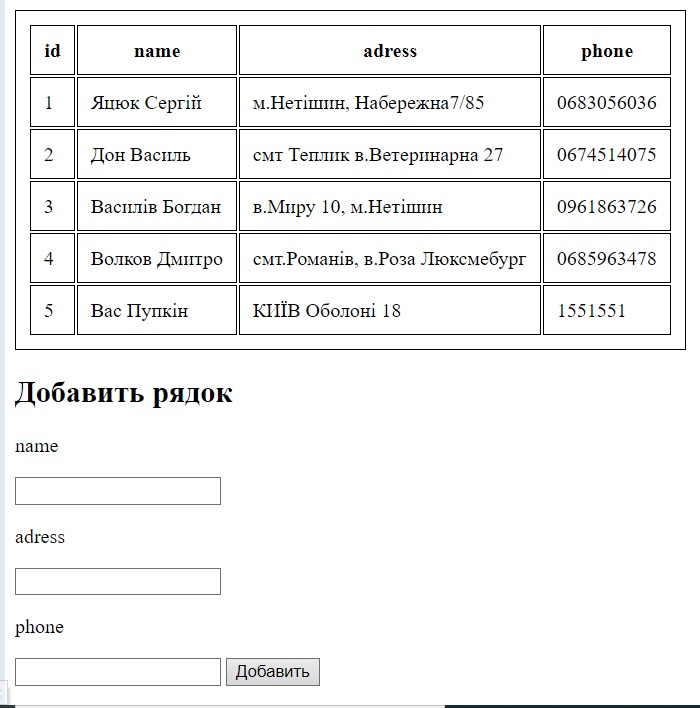 id name adress phone
1 Яцюк Сергій м.Нетішин, Набережна7/85 0683056036
2 Дон Василь смт Теплик в.Ветеринарна 27 0674514075
3 Василів Богдан в.Миру 10, м.Нетішин 0961863726
4 Волков Дмитро смт.Романів, в.Роза Люксмебург 0685963478
5 Вас Пупкін КИЇВ Оболоні 18 1551551
Добавить рядок
name
adress
phone
Добавить